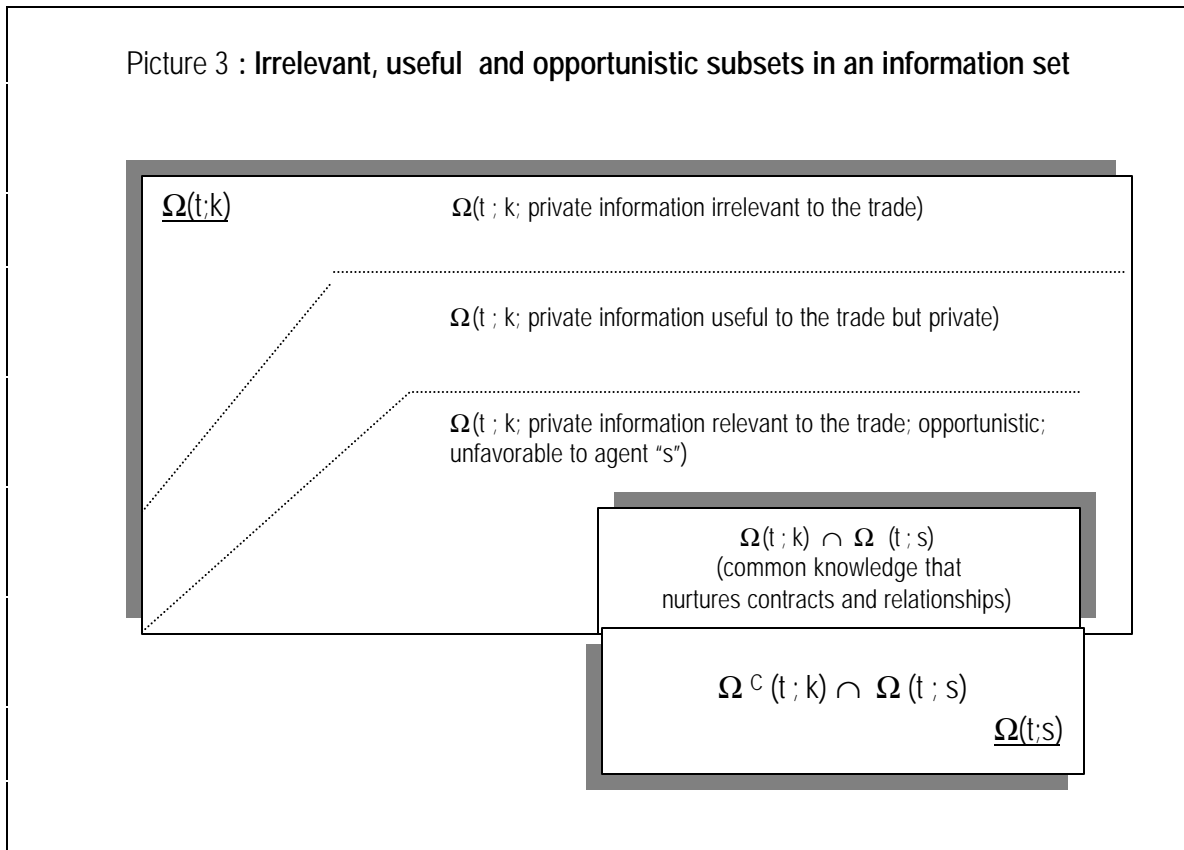 Picture 3 : Irrelevant, useful and opportunistic subsets in an information set
Ω(t;k)
Ω(t ; k; private information irrelevant to the trade)
Ω(t ; k; private information useful to the trade but private)
Ω(t ; k; private information relevant to the trade; opportunistic;
unfavorable to agent “s”)
Ω(t ; k) ∩ Ω (t ; s)
(common knowledge that
nurtures contracts and relationships)
Ω ᶜ (t ; k) ∩ Ω (t ; s)
Ω(t;s)